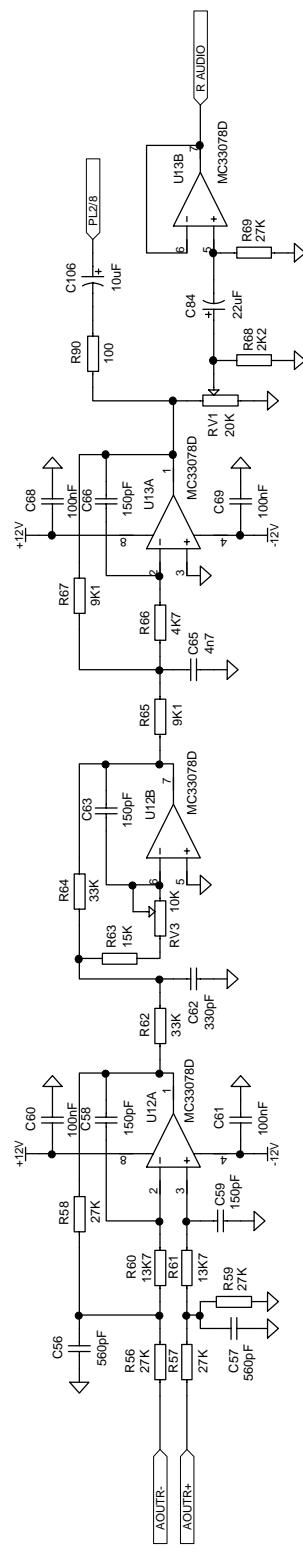 AOUTR-
AOUTR+
R56
27K
R57
27K
C56
560pF
C57
560pF
R59
27K
R58
27K
R60
13K7
R61
13K7
C59
150pF
+12V
C60
100nF
C58
150pF
U12A
MC33078D
2
3
8
4
1
C61
100nF
-12V
R62
33K
C62
330pF
R63
15K
R64
33K
RV3
10K
C63
150pF
U12B
MC33078D
6
5
7
R65
9K1
C65
4n7
R66
4K7
R67
9K1
+12V
C68
100nF
C66
150pF
U13A
MC33078D
2
3
8
4
1
C69
100nF
-12V
R90
100
C106
10uF
+
PL2/8
RV1
20K
R68
2K2
C84
22uF
+
R69
27K
U13B
MC33078D
6
5
7
R AUDIO